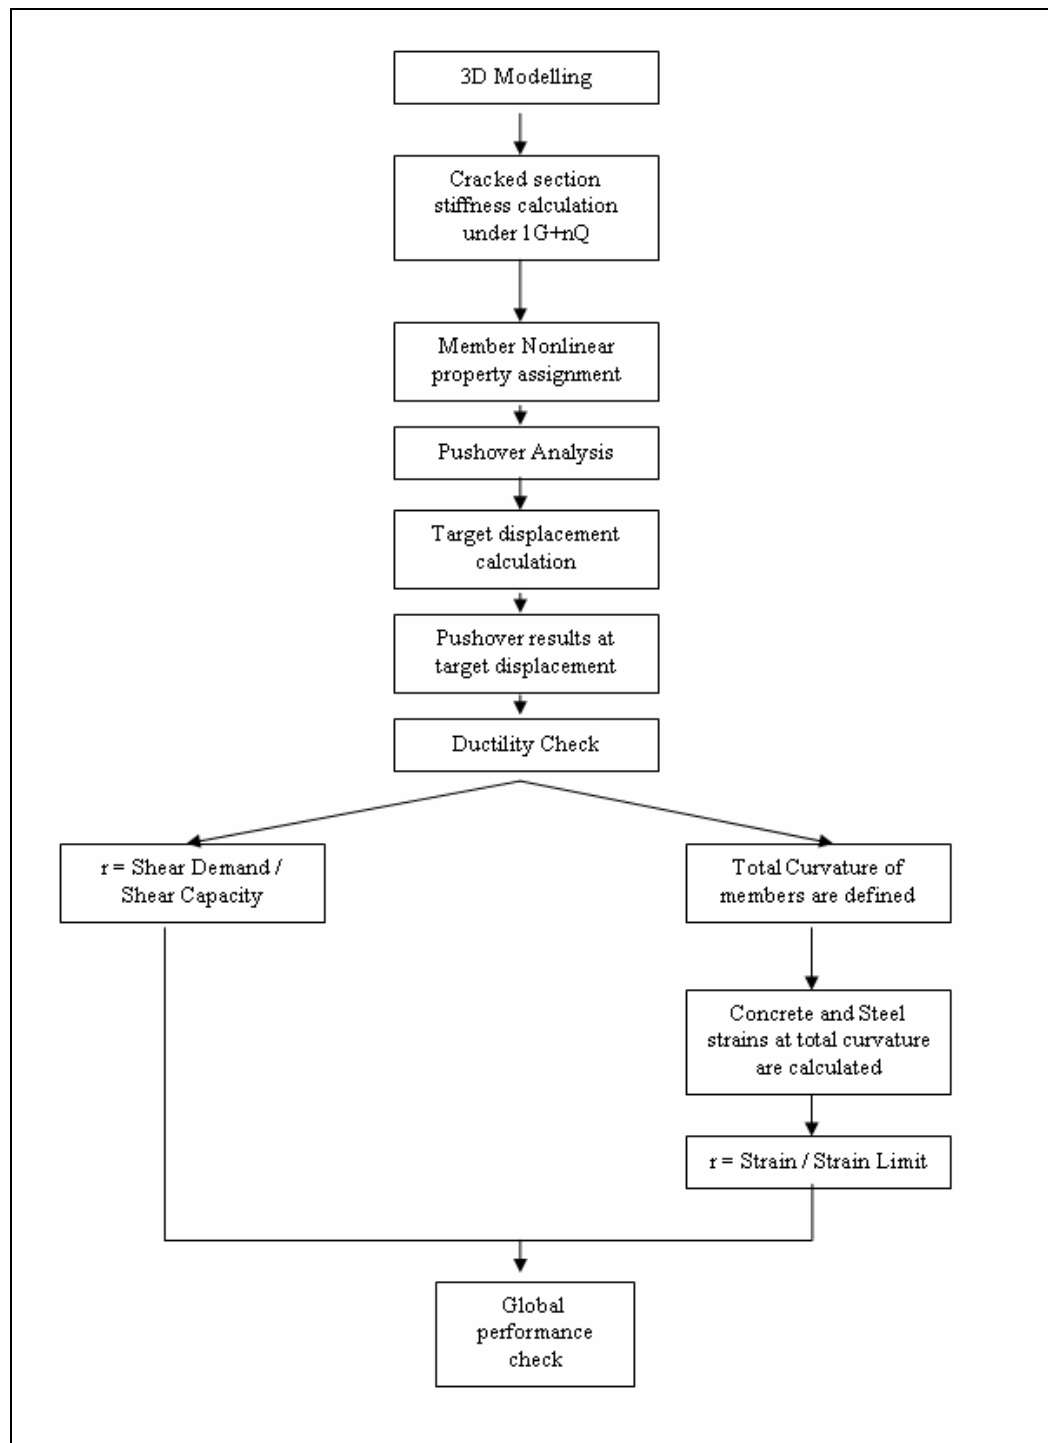 3D Modelling
Cracked section
stiffness calculation
under 1G+nQ
Member Nonlinear
property assignment
Pushover Analysis
Target displacement
calculation
Pushover results at
target displacement
Ductility Check
r = Shear Demand /
Shear Capacity
Total Curvature of
members are defined
Concrete and Steel
strains at total curvature
are calculated
r = Strain / Strain Limit
Global
performance
check